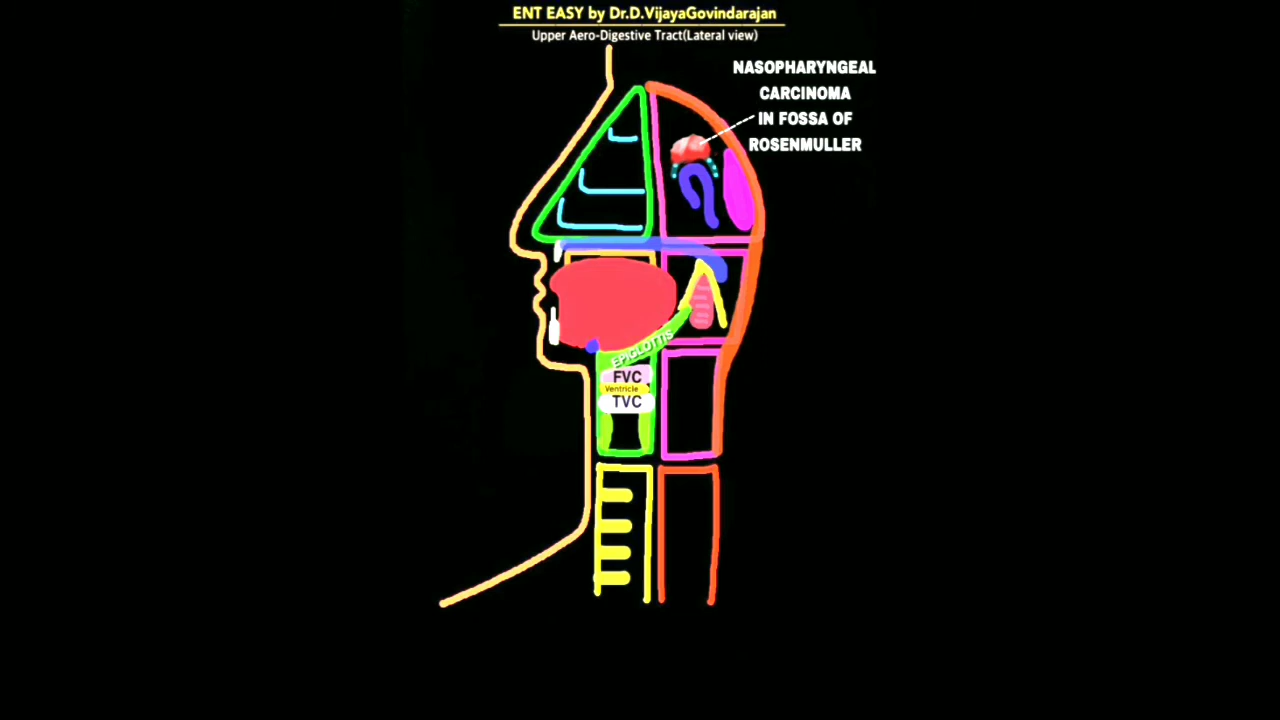 ENT EASY by Dr.D.VijayaGovindarajan
Upper Aero-Digestive Tract(Lateral view)
NASOPHARYNGEAL
CARCINOMA
IN FOSSA OF
ROSENMULLER
EPIGLOTTIS
FVC
Ventricle
TVC